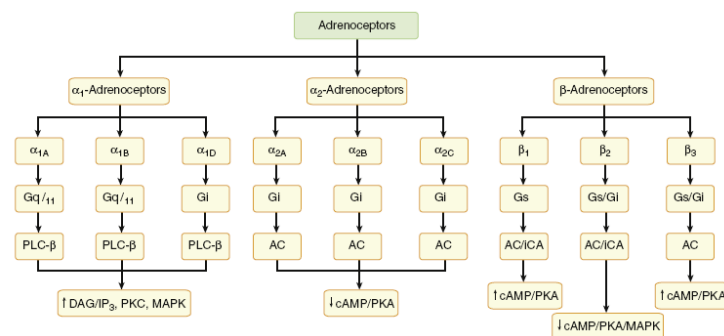 Adrenoceptors
α₁-Adrenoceptors α₂-Adrenoceptors β-Adrenoceptors
α₁A α₁B α₁D α₂A α₂B α₂C β₁ β₂ β₃
Gq/₁₁ Gq/₁₁ Gi Gi Gi Gi Gs Gs/Gi Gs/Gi
PLC-β PLC-β PLC-β AC AC AC AC/iCA AC/iCA AC
↑DAG/IP₃, PKC, MAPK ↓cAMP/PKA ↑cAMP/PKA ↑cAMP/PKA
↓cAMP/PKA/MAPK